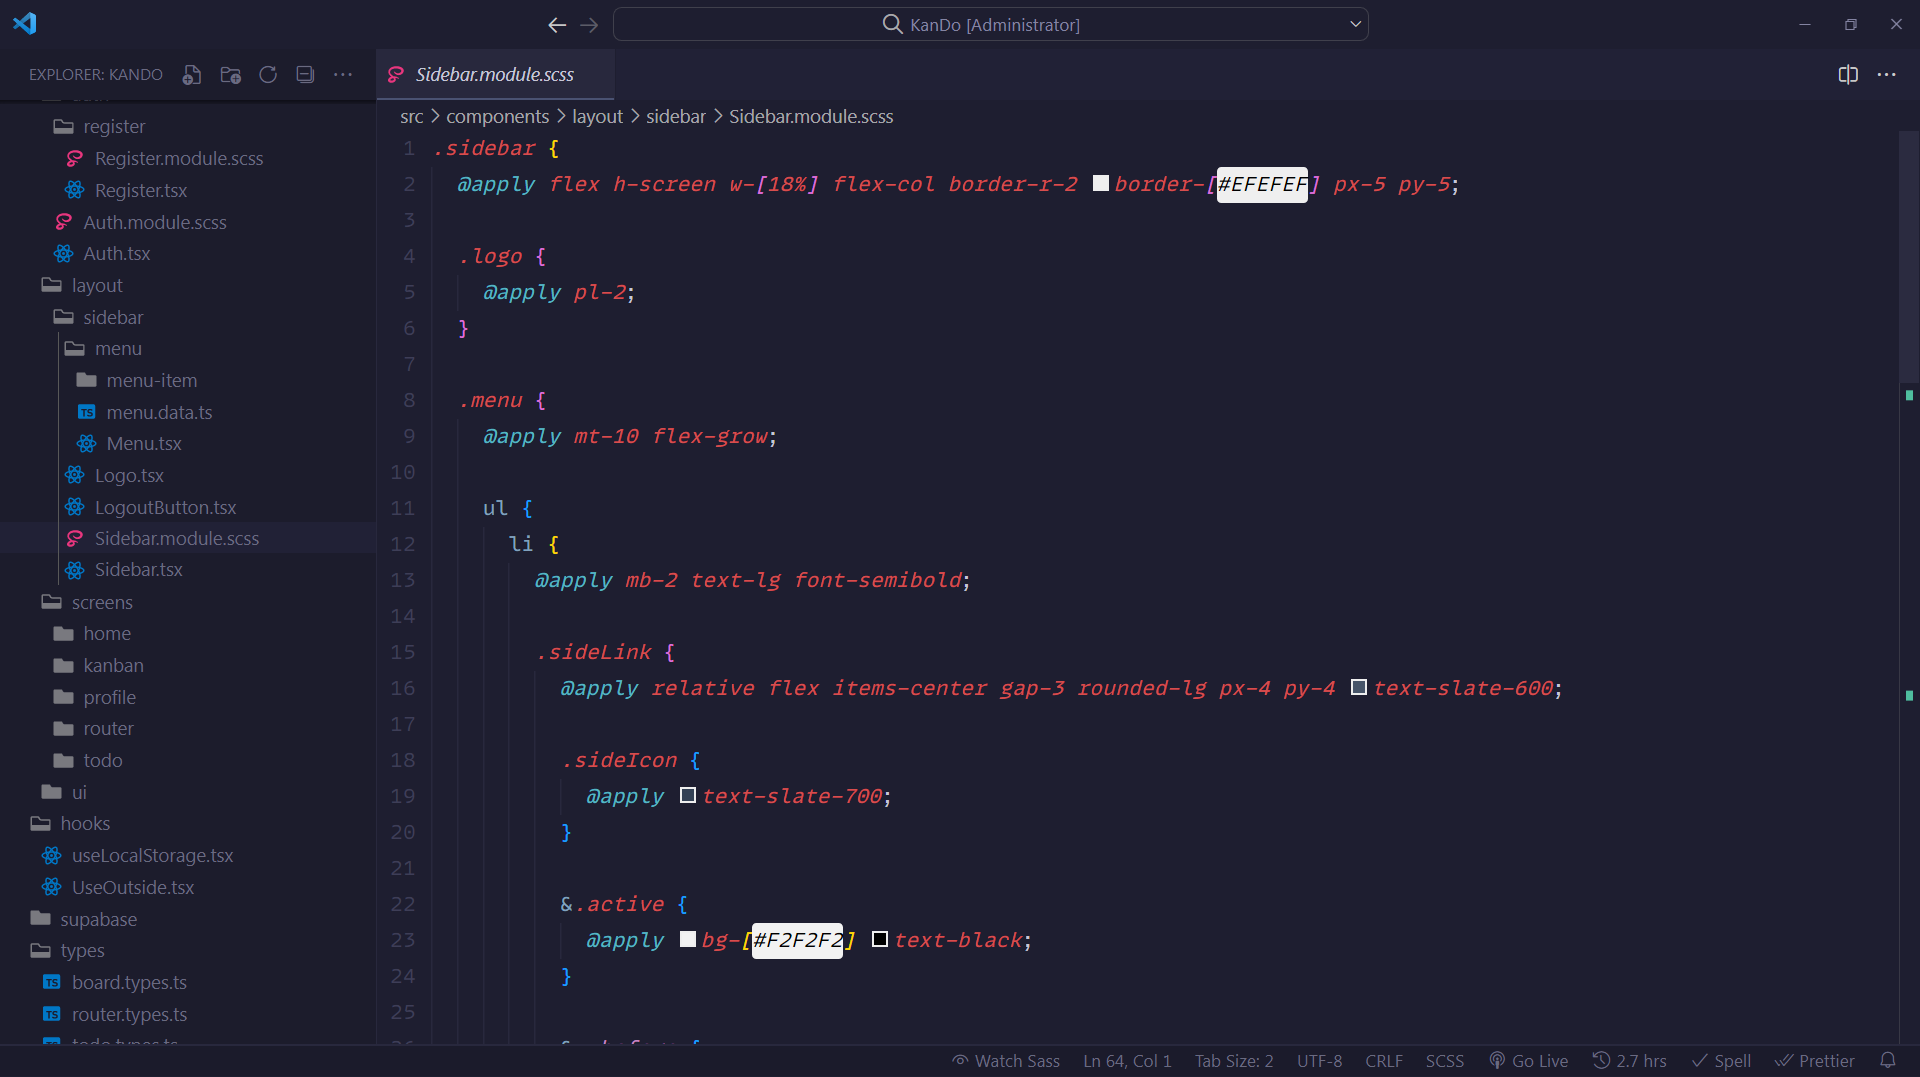 KanDo [Administrator]
EXPLORER: KANDO
register
Register.module.scss
Register.tsx
Auth.module.scss
Auth.tsx
layout
sidebar
menu
menu-item
menu.data.ts
Menu.tsx
Logo.tsx
LogoutButton.tsx
Sidebar.module.scss
Sidebar.tsx
screens
home
kanban
profile
router
todo
ui
hooks
useLocalStorage.tsx
UseOutside.tsx
supabase
types
board.types.ts
router.types.ts
todo.types.ts
Sidebar.module.scss
src > components > layout > sidebar > Sidebar.module.scss
1 .sidebar {
2 @apply flex h-screen w-[18%] flex-col border-r-2 border-[#EFEFEF] px-5 py-5;
3
4 .logo {
5 @apply pl-2;
6 }
7
8 .menu {
9 @apply mt-10 flex-grow;
10
11 ul {
12 li {
13 @apply mb-2 text-lg font-semibold;
14
15 .sideLink {
16 @apply relative flex items-center gap-3 rounded-lg px-4 py-4 text-slate-600;
17
18 .sideIcon {
19 @apply text-slate-700;
20 }
21
22 &.active {
23 @apply bg-[#F2F2F2] text-black;
24 }
25
Watch Sass Ln 64, Col 1 Tab Size: 2 UTF-8 CRLF SCSS Go Live 2.7 hrs Spell Prettier